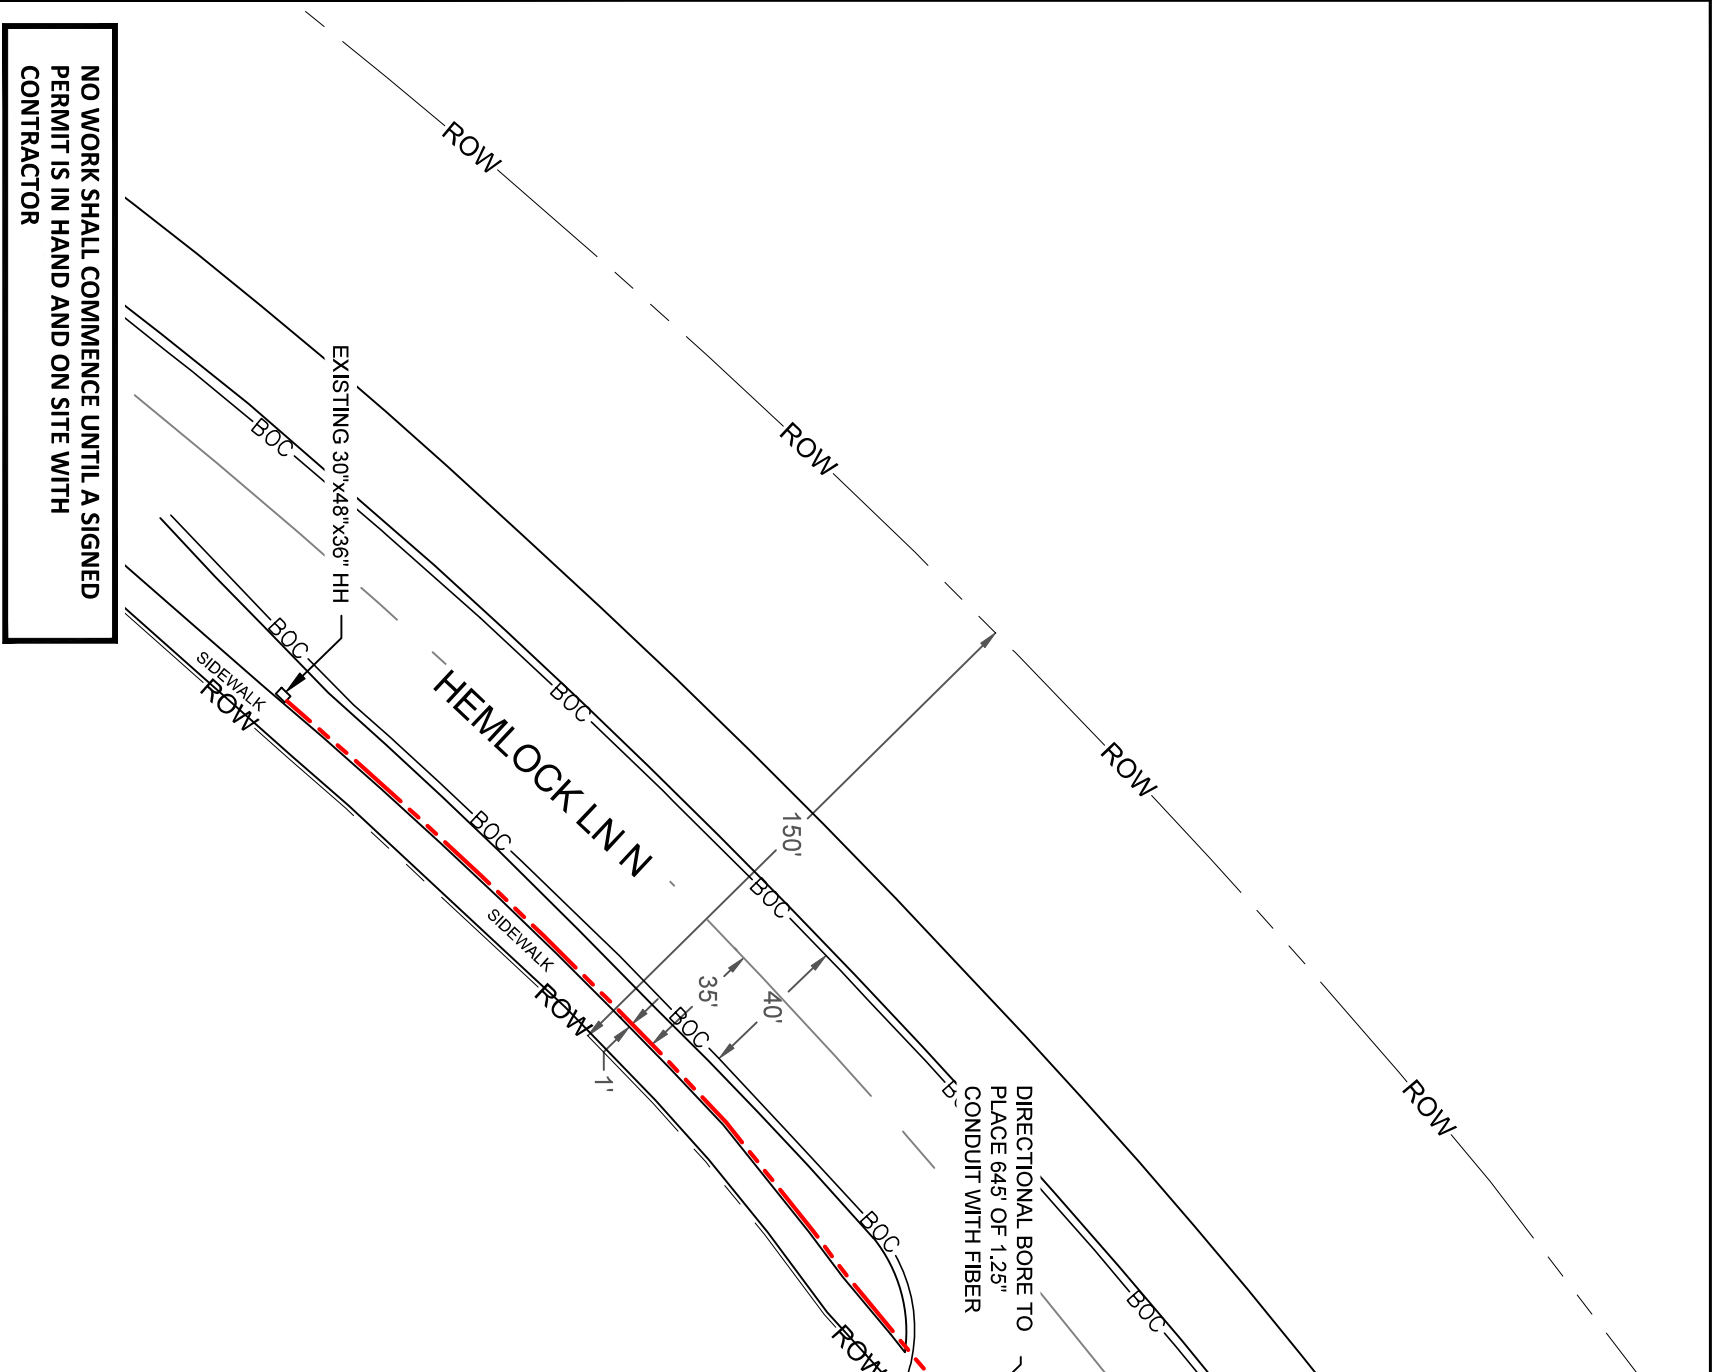 NO WORK SHALL COMMENCE UNTIL A SIGNED
PERMIT IS IN HAND AND ON SITE WITH
CONTRACTOR
ROW
ROW
ROW
ROW
EXISTING 30"x48"x36" HH
BOC
BOC
BOC
BOC
HEMLOCK LN N
150'
BOC
BOC
BOC
BOC
35'
40'
1'
SIDEWALK
ROW
SIDEWALK
ROW
ROW
DIRECTIONAL BORE TO
PLACE 645' OF 1.25"
CONDUIT WITH FIBER